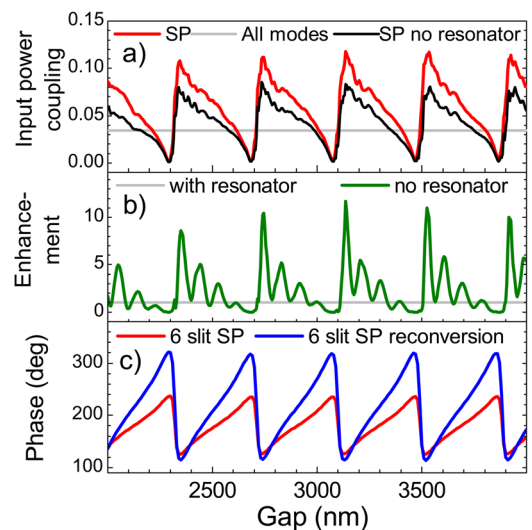 0.15
SP All modes SP no resonator
a)
0.10
0.05
0.00
Input power
coupling
with resonator no resonator
b)
10
5
0
Enhance-
ment
6 slit SP 6 slit SP reconversion
c)
300
200
100
Phase (deg)
2500 3000 3500
Gap (nm)